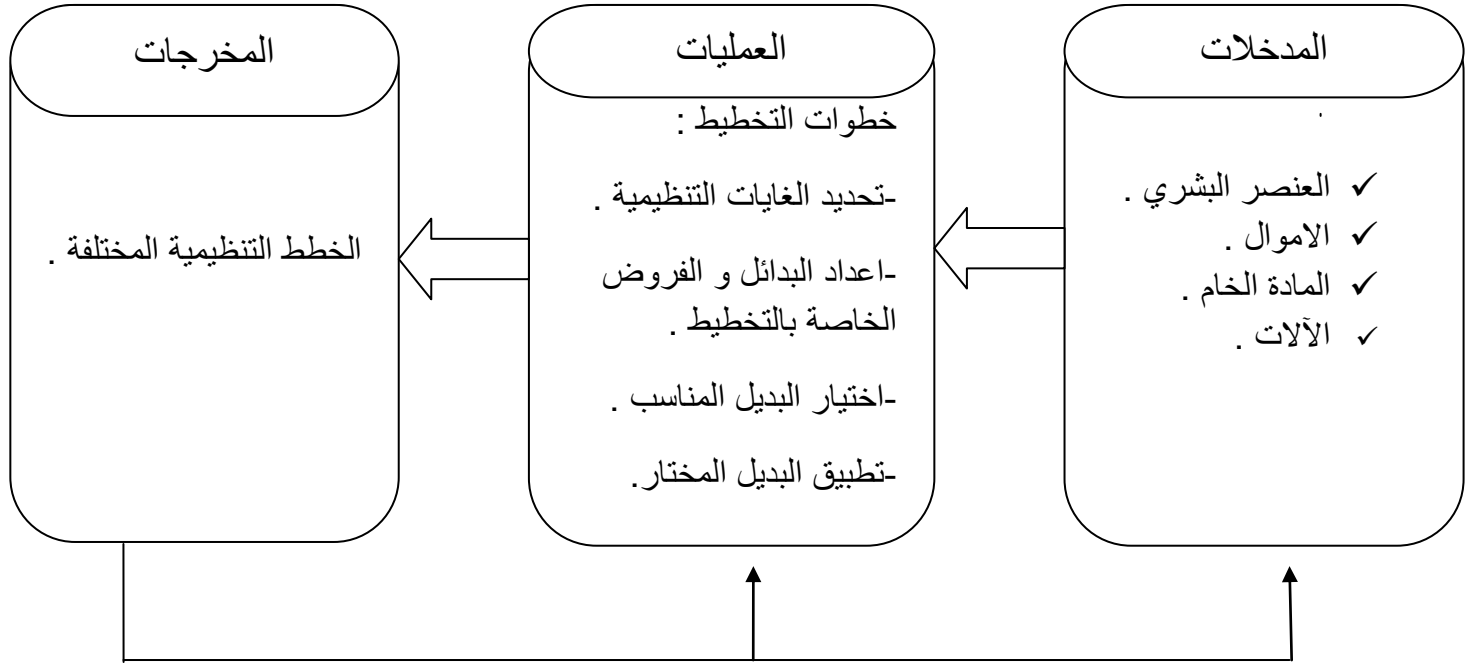 المدخلات
.
✓ العنصر البشري .
✓ الاموال .
✓ المادة الخام .
✓ الآلات .
العمليات
خطوات التخطيط :
-تحديد الغايات التنظيمية .
-اعداد البدائل و الفروض
الخاصة بالتخطيط .
-اختيار البديل المناسب .
-تطبيق البديل المختار.
المخرجات
الخطط التنظيمية المختلفة .